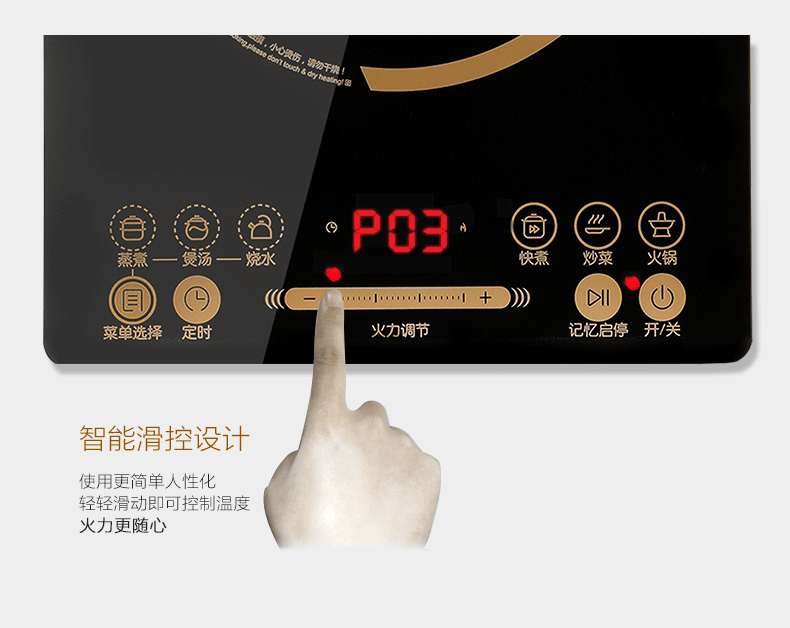 小心烫伤，请勿干烧！
please don't touch & dry heating!
P03
蒸煮 煲汤 烧水
快煮 炒菜 火锅
− +
菜单选择 定时
火力调节
记忆启停 开/关
智能滑控设计
使用更简单人性化
轻轻滑动即可控制温度
火力更随心